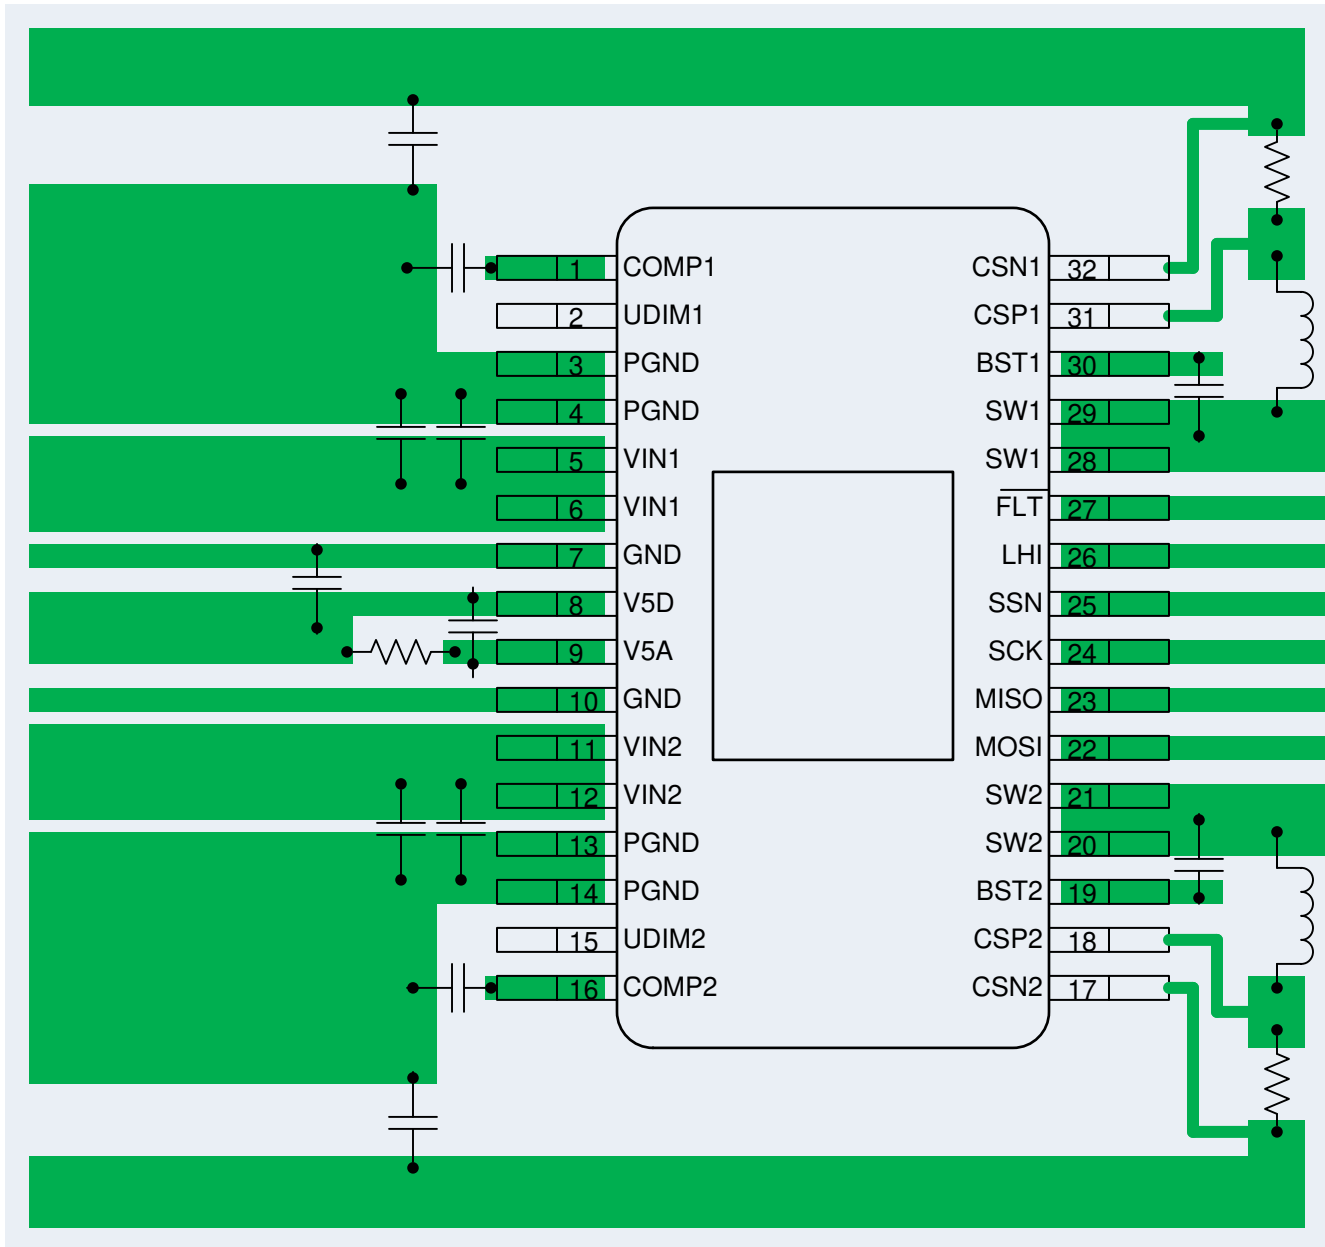 1 COMP1 CSN1 32
2 UDIM1 CSP1 31
3 PGND BST1 30
4 PGND SW1 29
5 VIN1 SW1 28
6 VIN1 FLT 27
7 GND LHI 26
8 V5D SSN 25
9 V5A SCK 24
10 GND MISO 23
11 VIN2 MOSI 22
12 VIN2 SW2 21
13 PGND SW2 20
14 PGND BST2 19
15 UDIM2 CSP2 18
16 COMP2 CSN2 17